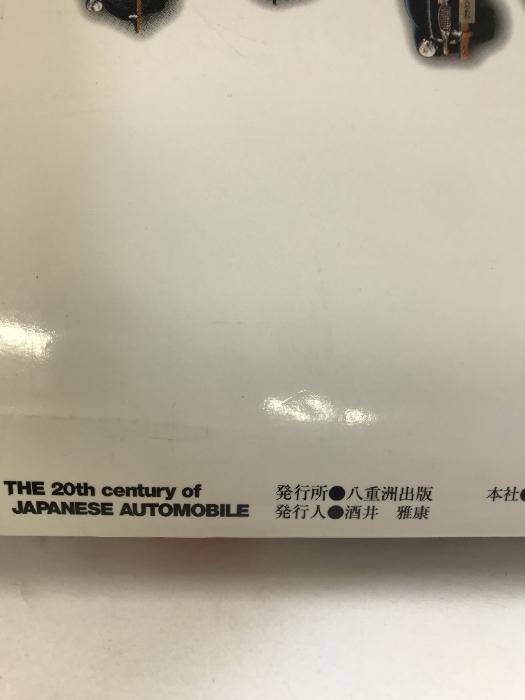 THE 20th century of
JAPANESE AUTOMOBILE
発行所●八重洲出版
発行人●酒井　雅康
本社●